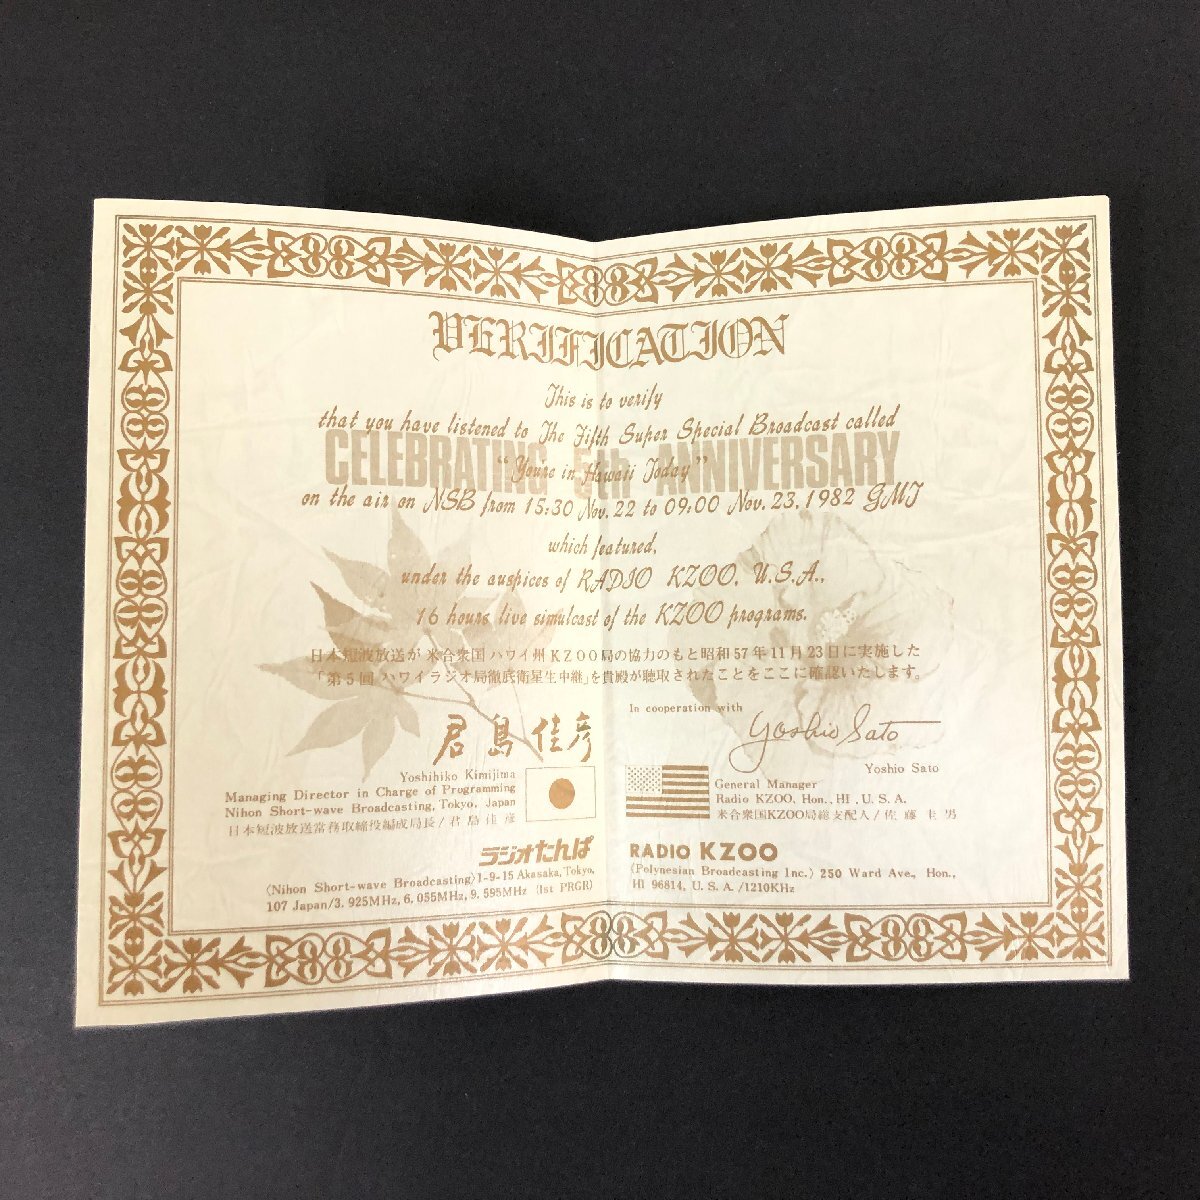 VERIFICATION
This is to verify
that you have listened to The Fifth Super Special Broadcast called
CELEBRATING 5th ANNIVERSARY
"Youre in Hawaii Today"
on the air on NSB from 15:30 Nov. 22 to 09:00 Nov. 23, 1982 GMT
which featured,
under the auspices of RADIO KZOO, U.S.A.,
16 hours live simulcast of the KZOO programs.
日本短波放送が米合衆国ハワイ州KZOO局の協力のもと昭和57年11月23日に実施した
「第5回 ハワイラジオ局徹底衛星生中継」を貴殿が聴取されたことをここに確認いたします。
君島佳彦
Yoshihiko Kimijima
Managing Director in Charge of Programming
Nihon Short-wave Broadcasting, Tokyo, Japan
日本短波放送常務取締役編成局長/君島佳彦
ラジオたんぱ
〈Nihon Short-wave Broadcasting〉1-9-15 Akasaka, Tokyo,
107 Japan/3. 925MHz, 6. 055MHz, 9. 595MHz (1st PRGR)
In cooperation with
Yoshio Sato
Yoshio Sato
General Manager
Radio KZOO, Hon., HI, U. S. A.
米合衆国KZOO局総支配人/佐藤圭男
RADIO KZOO
〈Polynesian Broadcasting Inc.〉 250 Ward Ave., Hon.,
HI 96814, U. S. A. /1210KHz